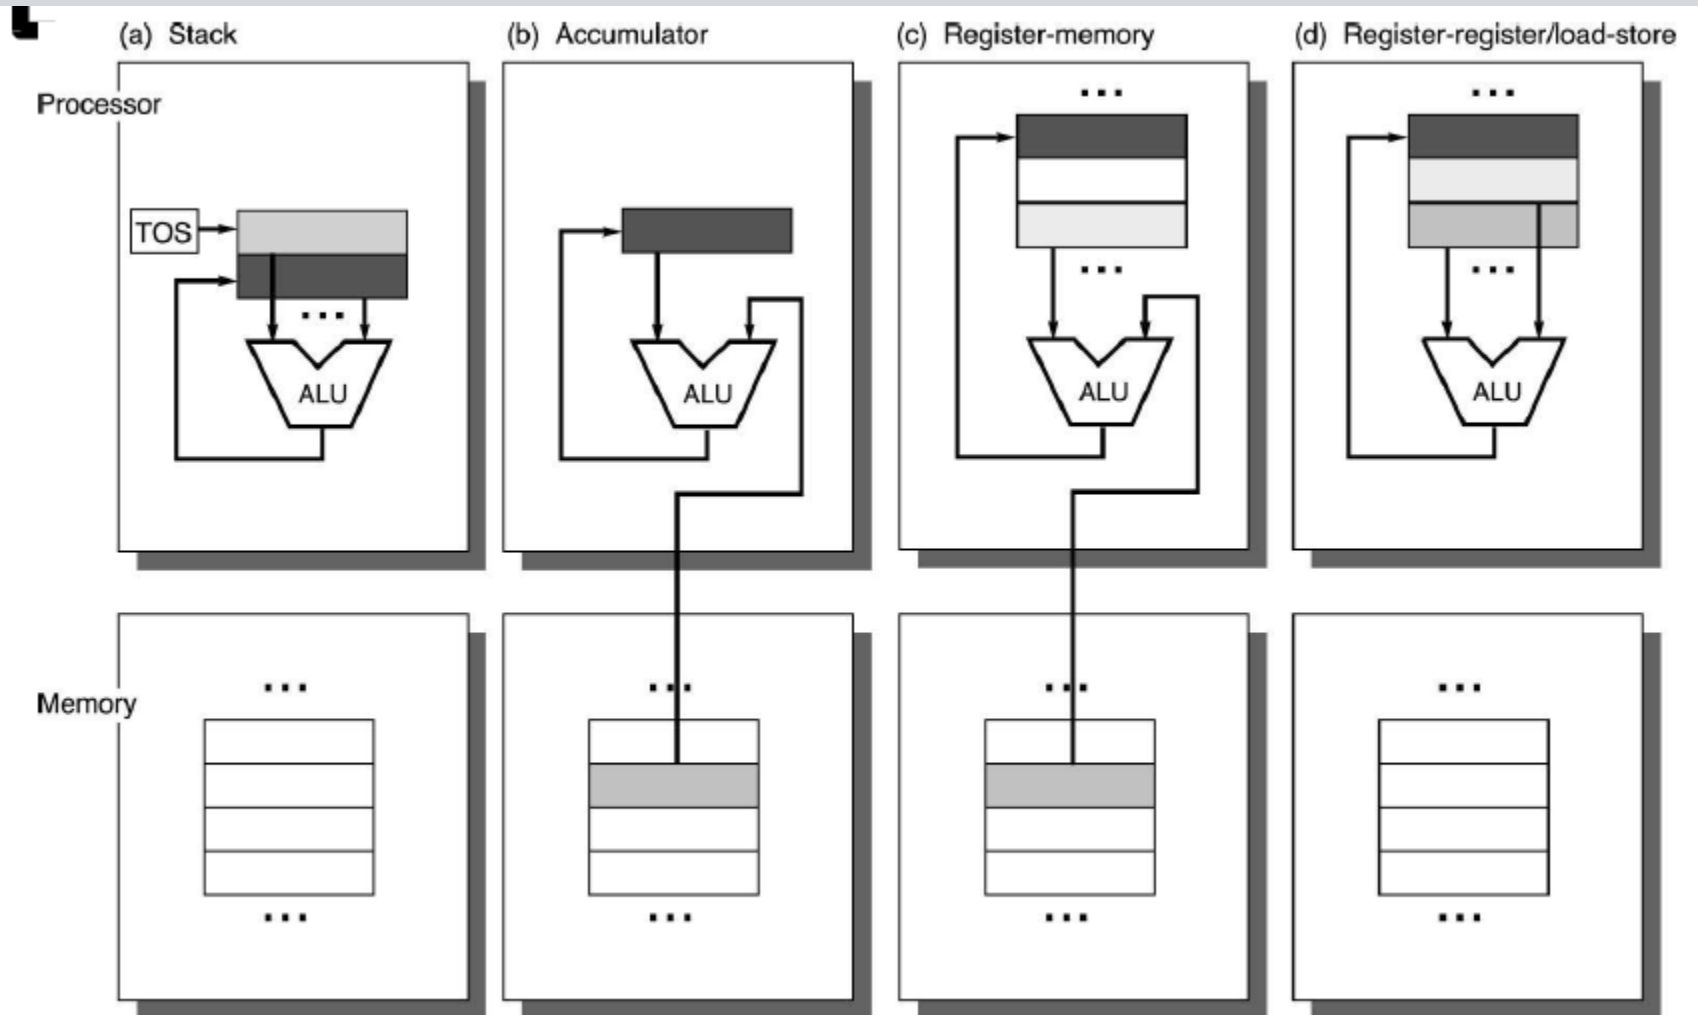 (a) Stack
(b) Accumulator
(c) Register-memory
(d) Register-register/load-store
Processor
TOS
...
...
...
...
...
ALU
ALU
ALU
ALU
Memory
...
...
...
...
...
...
...
...